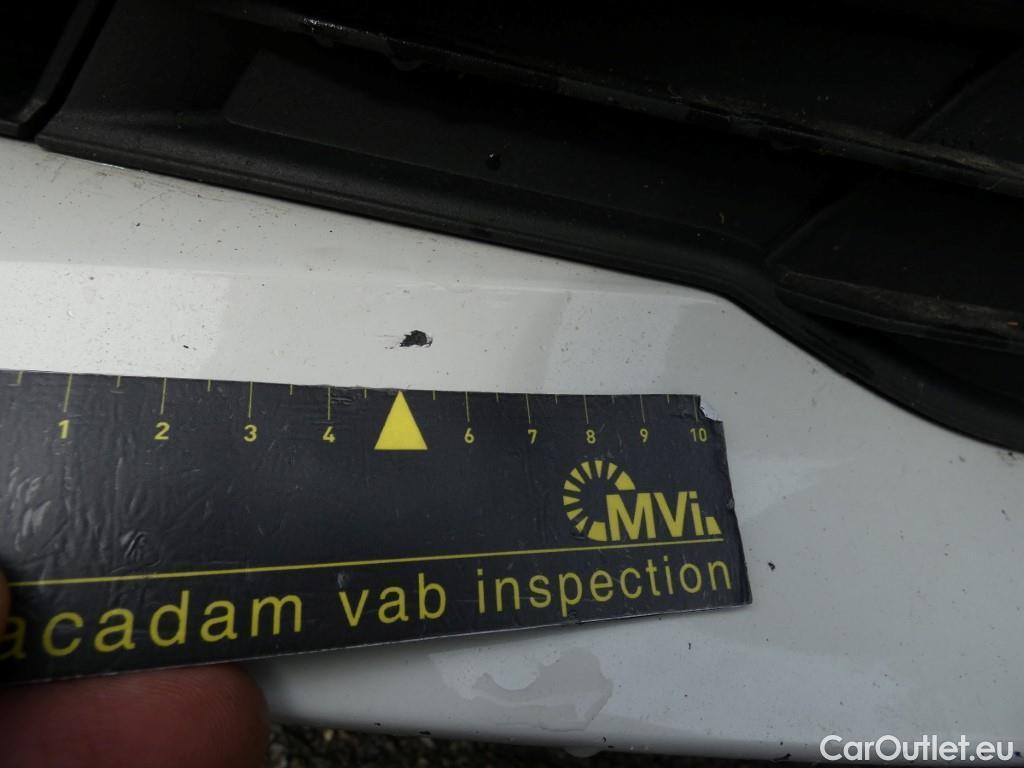 1 2 3 4 6 7 8 9 10
MVi
acadam vab inspection
CarOutlet.eu